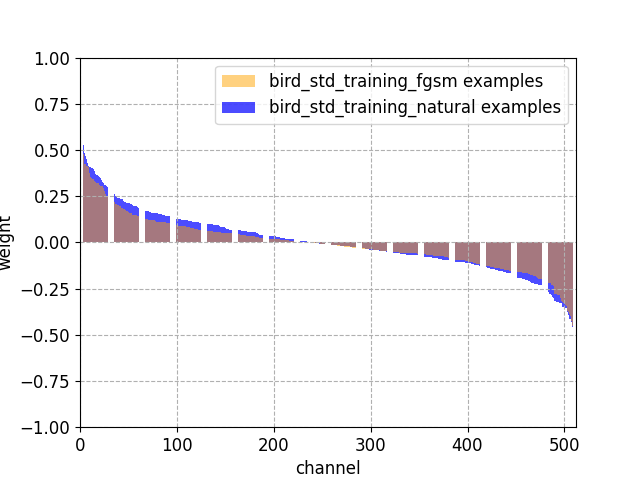 1.00
0.75
0.50
0.25
0.00
−0.25
−0.50
−0.75
−1.00
weight
0 100 200 300 400 500
channel
bird_std_training_fgsm examples
bird_std_training_natural examples